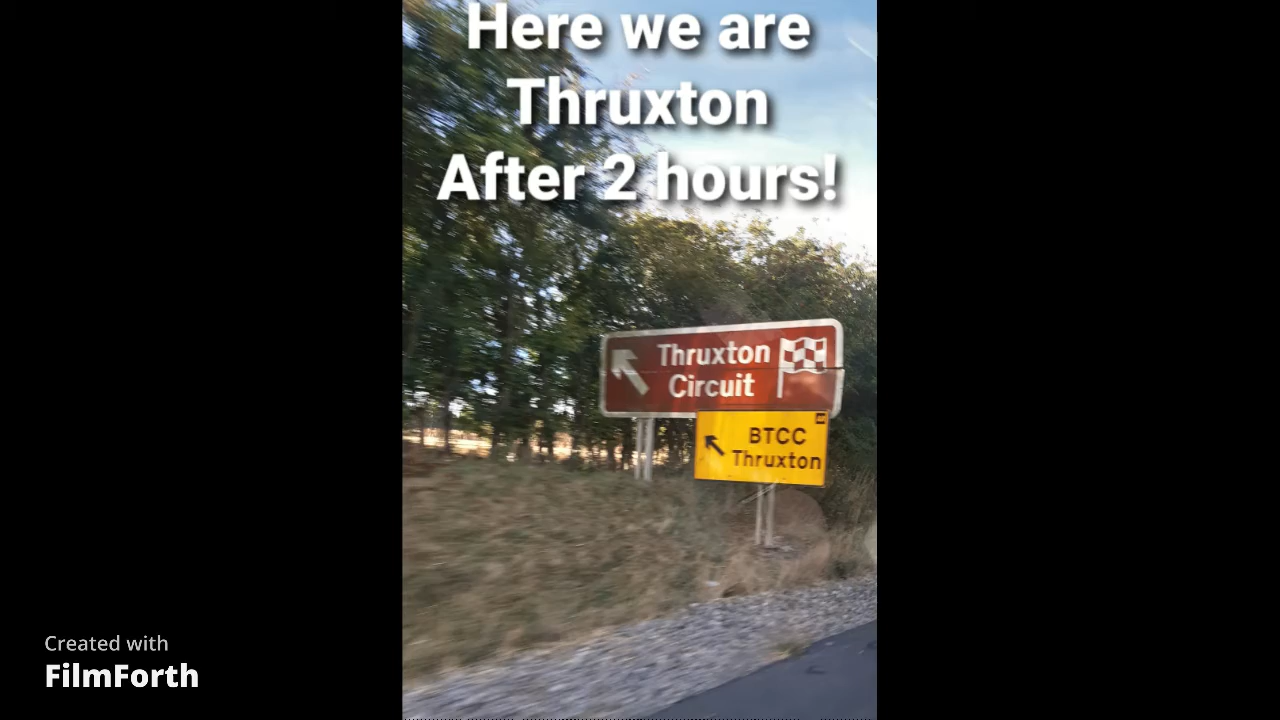 Here we are
Thruxton
After 2 hours!
Thruxton
Circuit
BTCC
Thruxton
Created with
FilmForth